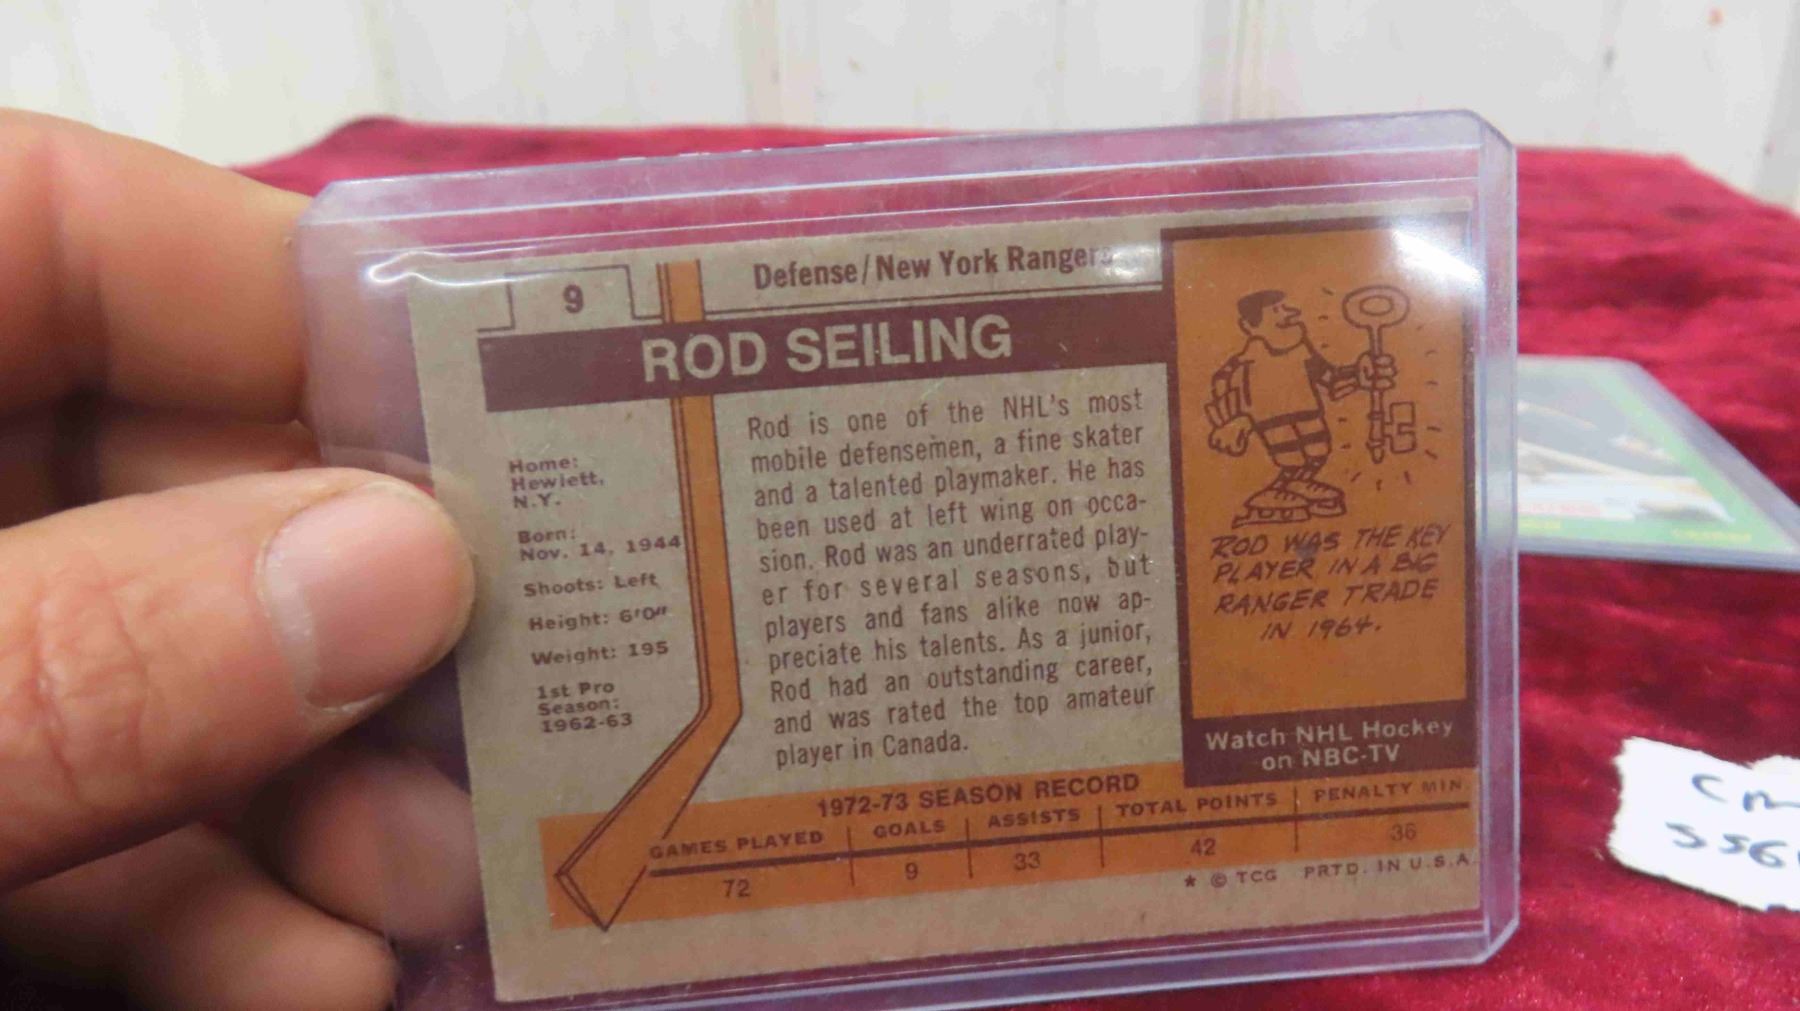 9
Defense/New York Rangers
ROD SEILING
Home:
Hewlett,
N.Y.
Born:
Nov. 14, 1944
Shoots: Left
Height: 6'0"
Weight: 195
1st Pro
Season:
1962-63
Rod is one of the NHL's most
mobile defensemen, a fine skater
and a talented playmaker. He has
been used at left wing on occa-
sion. Rod was an underrated play-
er for several seasons, but
players and fans alike now ap-
preciate his talents. As a junior,
Rod had an outstanding career,
and was rated the top amateur
player in Canada.
ROD WAS THE KEY
PLAYER IN A BIG
RANGER TRADE
IN 1964.
Watch NHL Hockey
on NBC-TV
1972-73 SEASON RECORD
GAMES PLAYED GOALS ASSISTS TOTAL POINTS PENALTY MIN.
72 9 33 42 36
* © TCG PRTD. IN U.S.A.